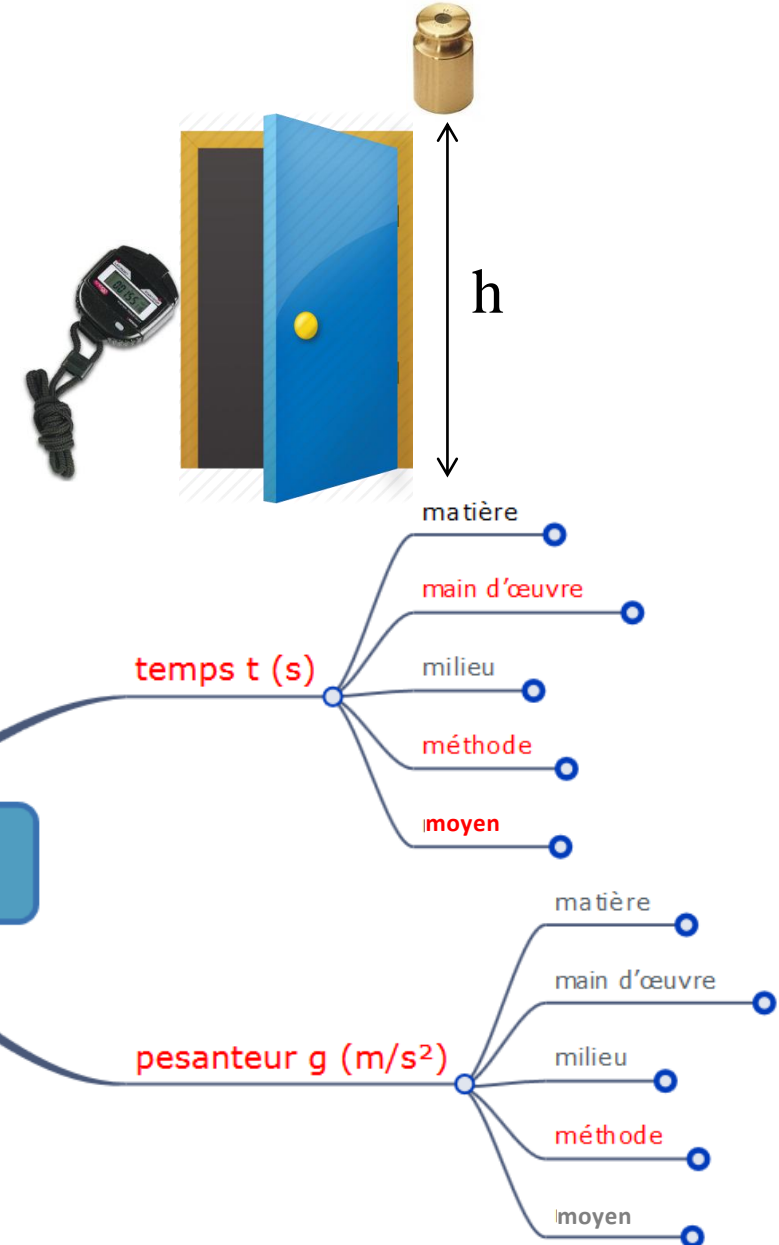 h
matière
main d’œuvre
temps t (s)
milieu
méthode
moyen
matière
main d’œuvre
pesanteur g (m/s²)
milieu
méthode
moyen